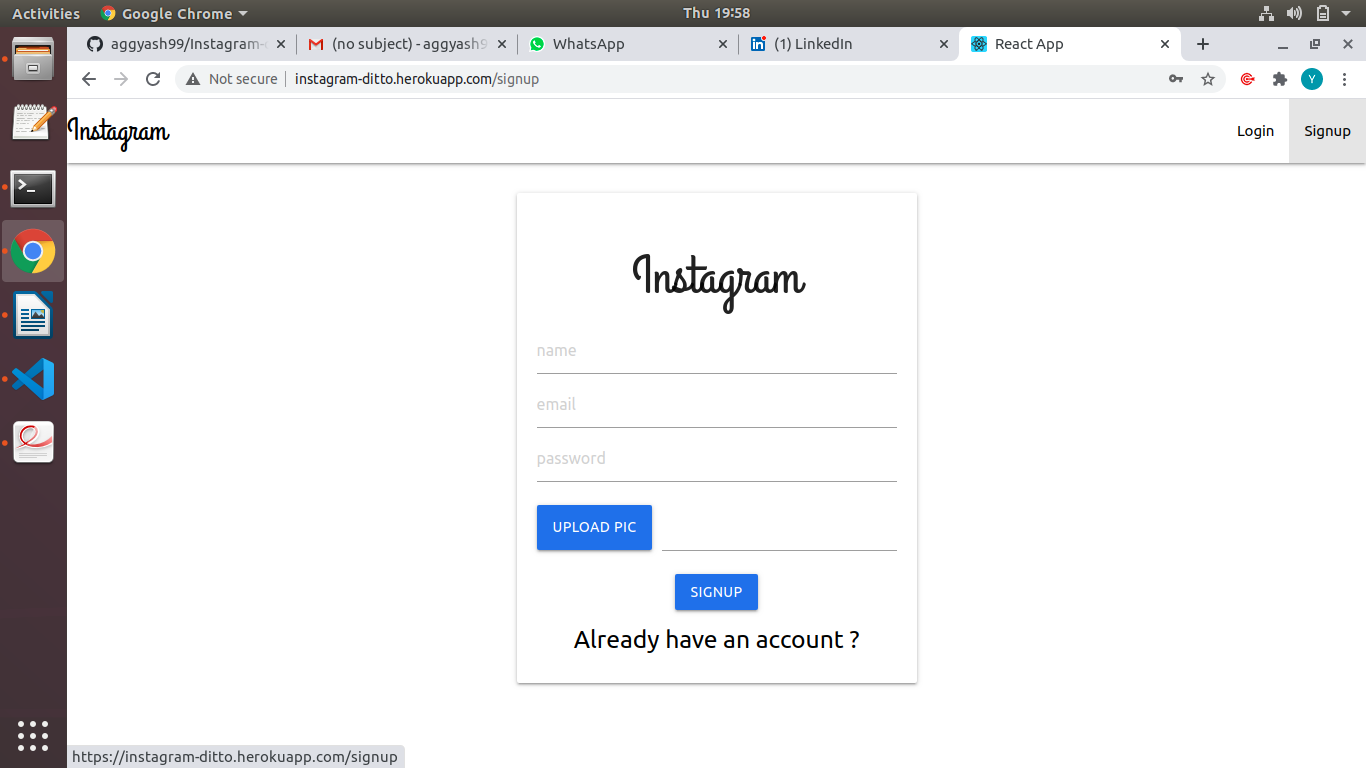 Activities Google Chrome Thu 19:58
aggyash99/Instagram- (no subject) - aggyash9 WhatsApp (1) LinkedIn React App
Not secure instagram-ditto.herokuapp.com/signup Y
Instagram Login Signup
Instagram
name
email
password
UPLOAD PIC
SIGNUP
Already have an account ?
https://instagram-ditto.herokuapp.com/signup